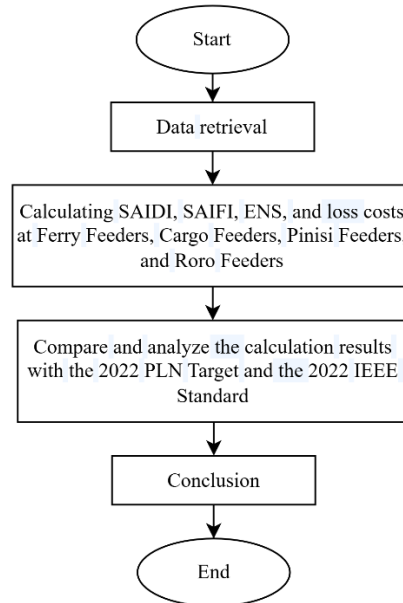 Start
Data retrieval
Calculating SAIDI, SAIFI, ENS, and loss costs
at Ferry Feeders, Cargo Feeders, Pinisi Feeders,
and Roro Feeders
Compare and analyze the calculation results
with the 2022 PLN Target and the 2022 IEEE
Standard
Conclusion
End